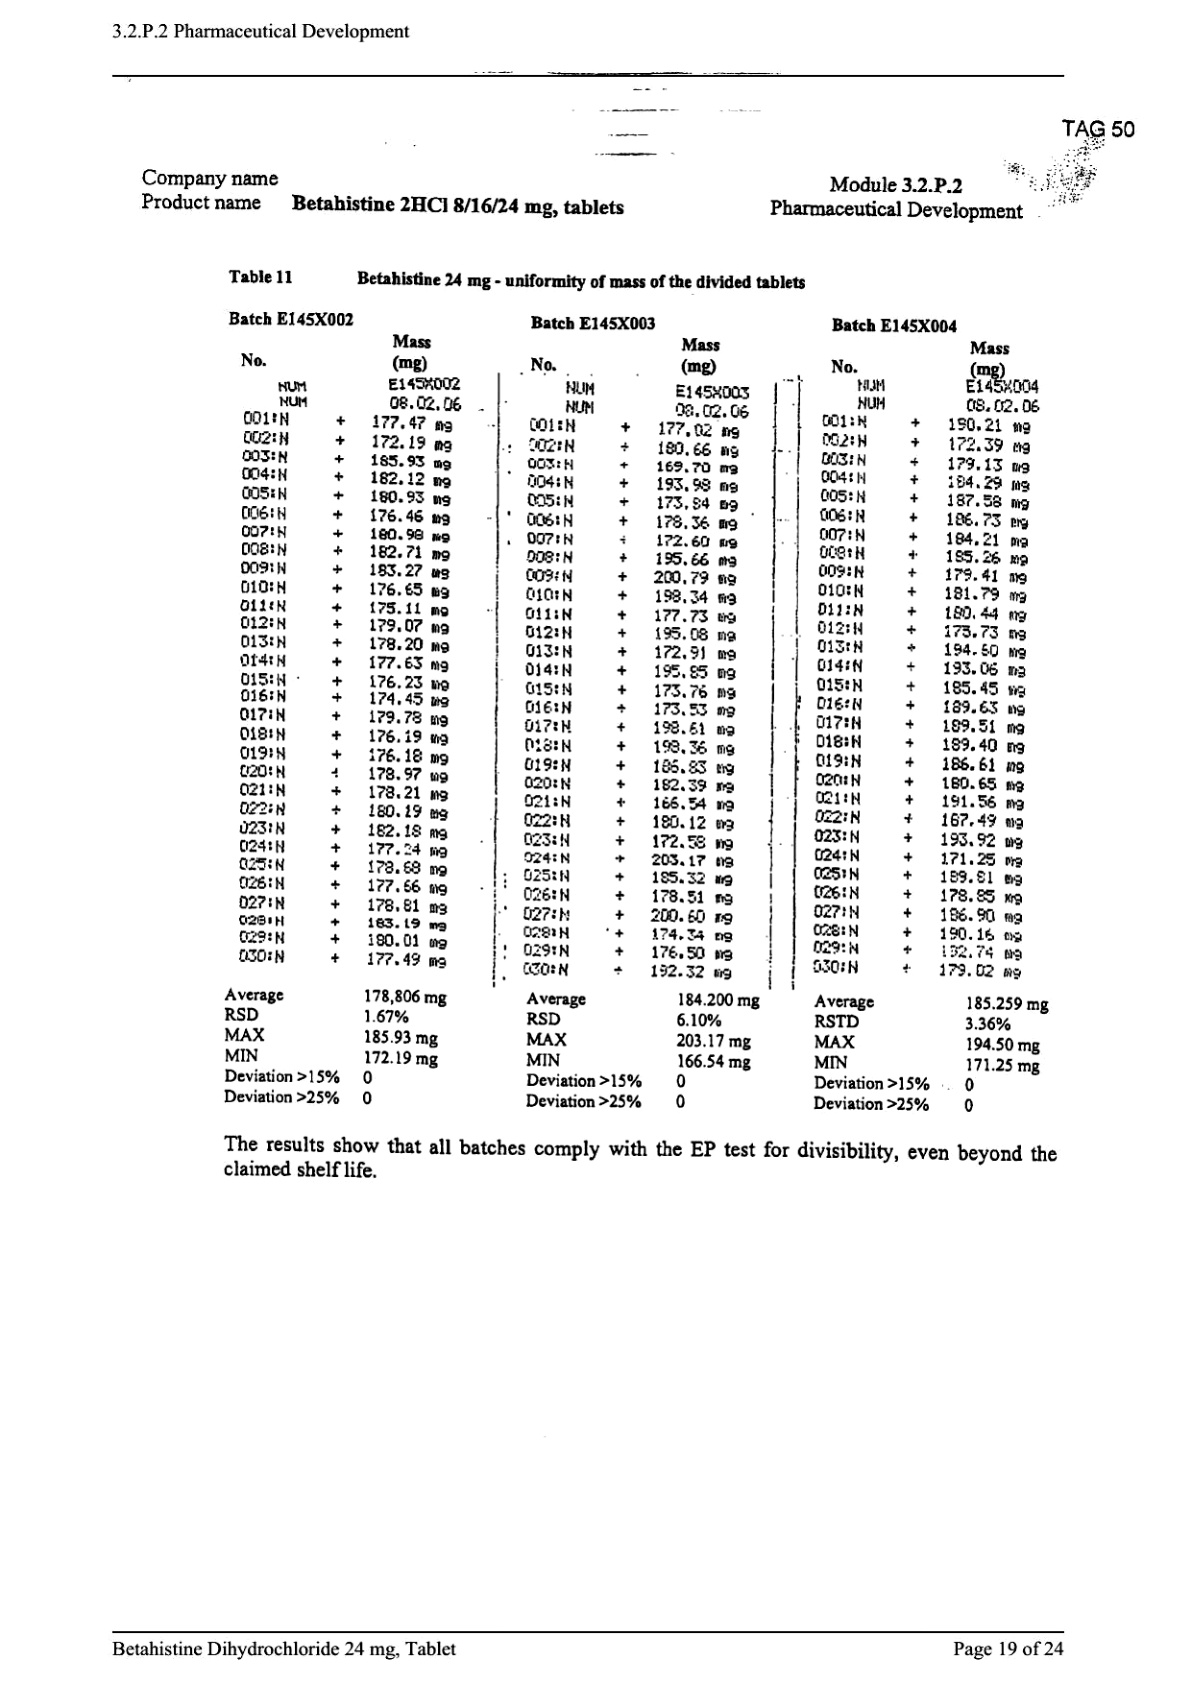 3.2.P.2 Pharmaceutical Development
TAG 50
Company name
Product name Betahistine 2HCl 8/16/24 mg, tablets
Module 3.2.P.2
Pharmaceutical Development
Table 11 Betahistine 24 mg - uniformity of mass of the divided tablets
Batch E145X002
Mass
No. (mg)
NUM E145X002
NUM 08.02.06
001:N + 177.47 mg
002:N + 172.19 mg
003:N + 185.93 mg
004:N + 182.12 mg
005:N + 180.93 mg
006:N + 176.46 mg
007:N + 180.98 mg
008:N + 182.71 mg
009:N + 183.27 mg
010:N + 176.65 mg
011:N + 175.11 mg
012:N + 179.07 mg
013:N + 178.20 mg
014:N + 177.63 mg
015:N + 176.23 mg
016:N + 174.45 mg
017:N + 179.78 mg
018:N + 176.19 mg
019:N + 176.18 mg
020:N + 178.97 mg
021:N + 178.21 mg
022:N + 180.19 mg
023:N + 182.18 mg
024:N + 177.24 mg
025:N + 178.68 mg
026:N + 177.66 mg
027:N + 178.81 mg
028:N + 183.19 mg
029:N + 180.01 mg
030:N + 177.49 mg
Average 178,806 mg
RSD 1.67%
MAX 185.93 mg
MIN 172.19 mg
Deviation >15% 0
Deviation >25% 0
Batch E145X003
Mass
No. (mg)
NUM E145X003
NUM 08.02.06
001:N + 177.02 mg
002:N + 180.66 mg
003:N + 169.70 mg
004:N + 193.98 mg
005:N + 173.84 mg
006:N + 178.36 mg
007:N + 172.60 mg
008:N + 195.66 mg
009:N + 200.79 mg
010:N + 198.34 mg
011:N + 177.73 mg
012:N + 195.08 mg
013:N + 172.91 mg
014:N + 195.85 mg
015:N + 173.76 mg
016:N + 173.53 mg
017:N + 198.61 mg
018:N + 198.36 mg
019:N + 186.83 mg
020:N + 182.39 mg
021:N + 166.54 mg
022:N + 180.12 mg
023:N + 172.58 mg
024:N + 203.17 mg
025:N + 185.32 mg
026:N + 178.51 mg
027:N + 200.60 mg
028:N + 174.34 mg
029:N + 176.50 mg
030:N + 192.32 mg
Average 184.200 mg
RSD 6.10%
MAX 203.17 mg
MIN 166.54 mg
Deviation >15% 0
Deviation >25% 0
Batch E145X004
Mass
No. (mg)
NUM E145X004
NUM 08.02.06
001:N + 190.21 mg
002:N + 172.39 mg
003:N + 179.13 mg
004:N + 184.29 mg
005:N + 187.58 mg
006:N + 186.73 mg
007:N + 184.21 mg
008:N + 185.26 mg
009:N + 179.41 mg
010:N + 181.79 mg
011:N + 180.44 mg
012:N + 175.73 mg
013:N + 194.50 mg
014:N + 193.06 mg
015:N + 185.45 mg
016:N + 189.63 mg
017:N + 189.51 mg
018:N + 189.40 mg
019:N + 186.61 mg
020:N + 180.65 mg
021:N + 191.56 mg
022:N + 187.49 mg
023:N + 193.92 mg
024:N + 171.25 mg
025:N + 189.81 mg
026:N + 178.85 mg
027:N + 186.90 mg
028:N + 190.16 mg
029:N + mg
030:N + 179.02 mg
Average 185.259 mg
RSTD 3.36%
MAX 194.50 mg
MIN 171.25 mg
Deviation >15% 0
Deviation >25% 0
The results show that all batches comply with the EP test for divisibility, even beyond the
claimed shelf life.
Betahistine Dihydrochloride 24 mg, Tablet
Page 19 of 24